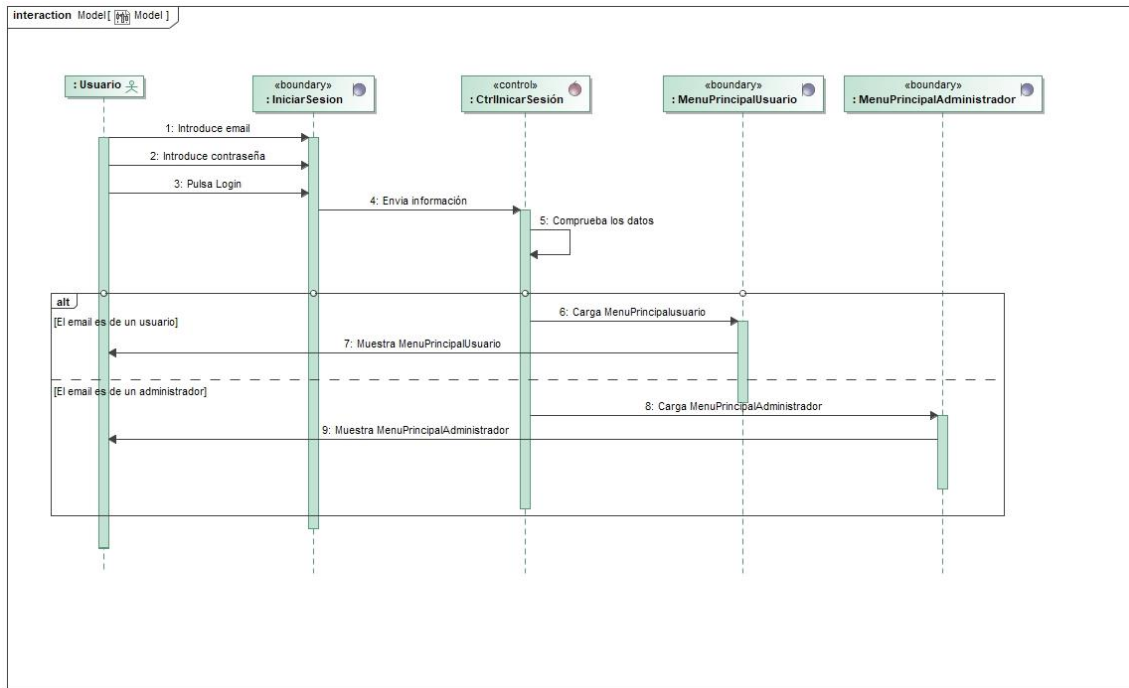 interaction Model[ Model ]
: Usuario
«boundary»
: IniciarSesion
«control»
: CtrlInicarSesión
«boundary»
: MenuPrincipalUsuario
«boundary»
: MenuPrincipalAdministrador
1: Introduce email
2: Introduce contraseña
3: Pulsa Login
4: Envia información
5: Comprueba los datos
alt
[El email es de un usuario]
6: Carga MenuPrincipalusuario
7: Muestra MenuPrincipalUsuario
[El email es de un administrador]
8: Carga MenuPrincipalAdministrador
9: Muestra MenuPrincipalAdministrador